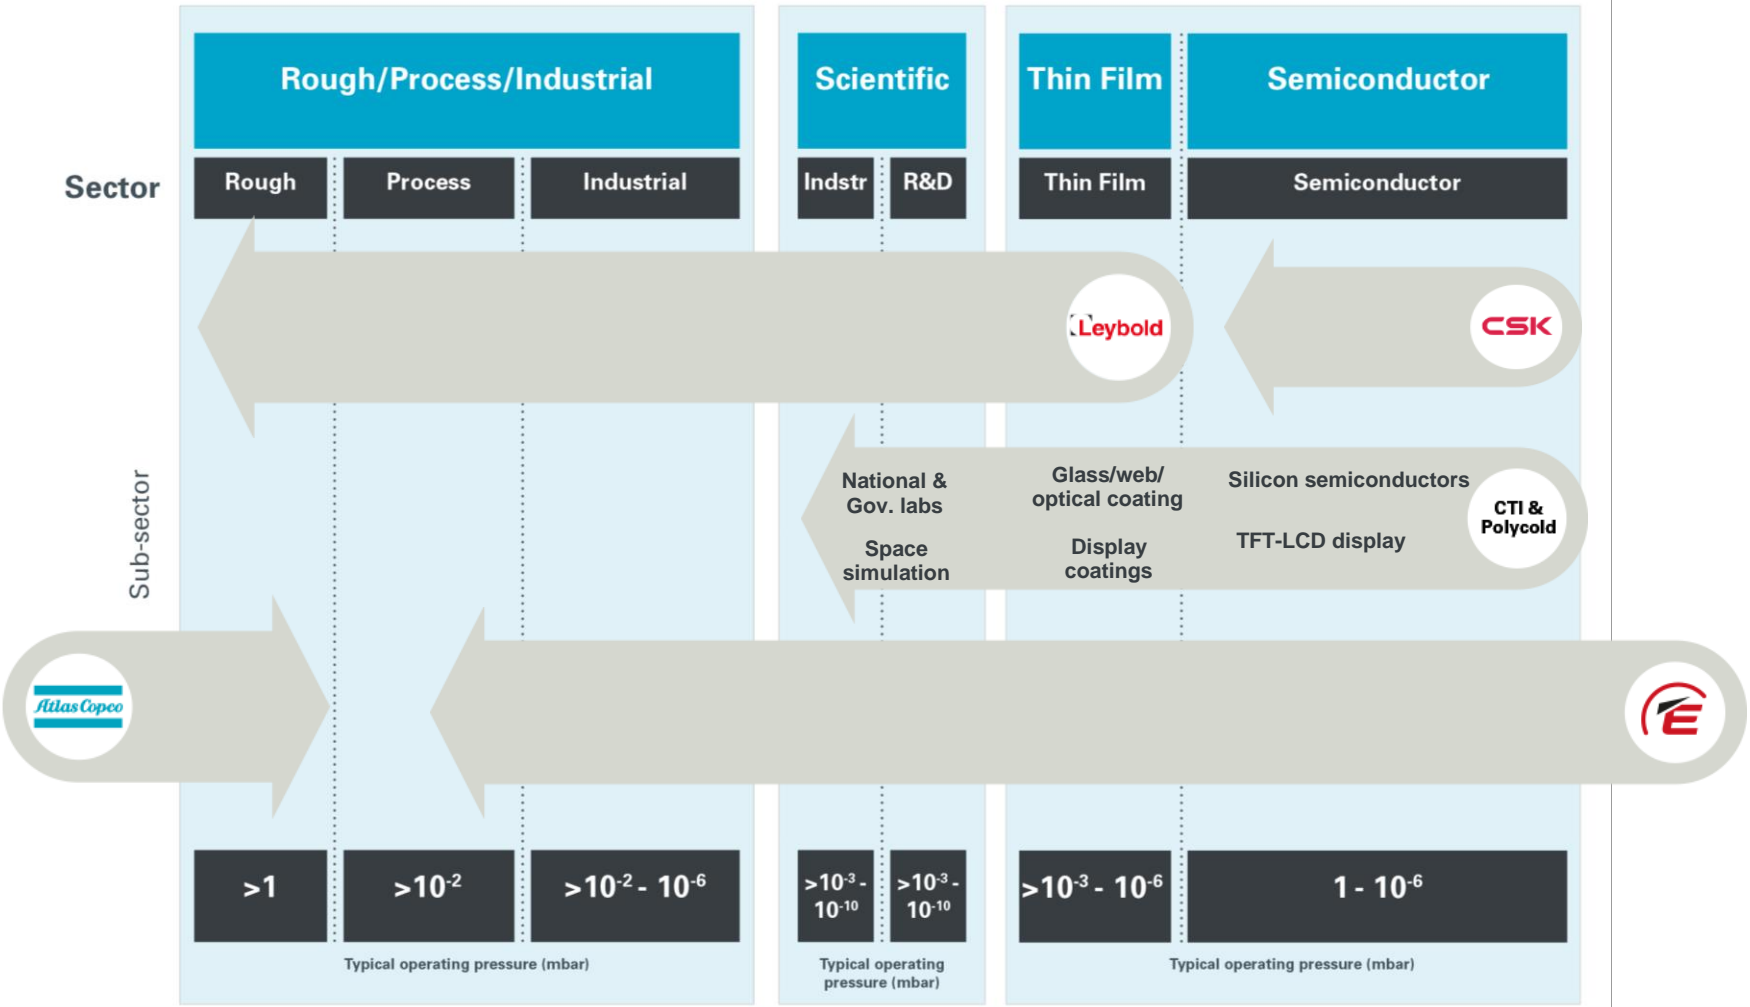 Rough/Process/Industrial
Scientific
Thin Film
Semiconductor
Sector
Rough
Process
Industrial
Indstr
R&D
Thin Film
Semiconductor
Leybold
CSK
Sub-sector
National &
Gov. labs
Space
simulation
Glass/web/
optical coating
Display
coatings
Silicon semiconductors
TFT-LCD display
CTI &
Polycold
Atlas Copco
E
>1
>10⁻²
>10⁻² - 10⁻⁶
>10⁻³ -
10⁻¹⁰
>10⁻³ -
10⁻¹⁰
>10⁻³ - 10⁻⁶
1 - 10⁻⁶
Typical operating pressure (mbar)
Typical operating
pressure (mbar)
Typical operating pressure (mbar)